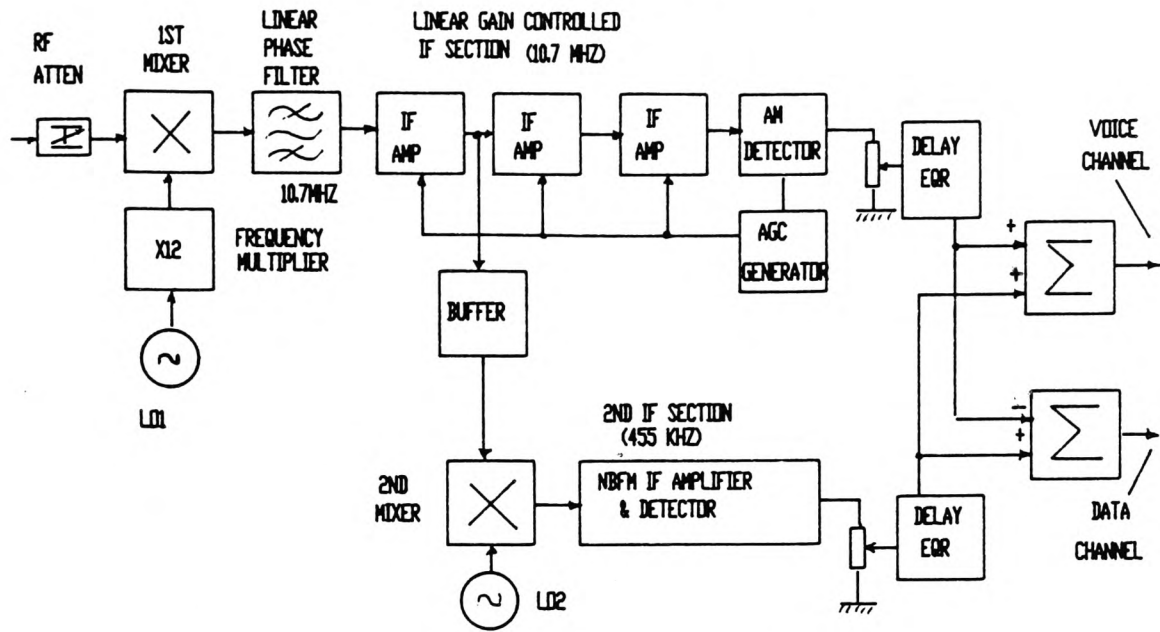 RF
ATTEN
1ST
MIXER
LINEAR
PHASE
FILTER
LINEAR GAIN CONTROLLED
IF SECTION (10.7 MHZ)
IF
AMP
IF
AMP
IF
AMP
AM
DETECTOR
DELAY
EQR
VOICE
CHANNEL
10.7MHZ
X12
FREQUENCY
MULTIPLIER
AGC
GENERATOR
+
+
Σ
BUFFER
LO1
2ND IF SECTION
(455 KHZ)
−
+
Σ
2ND
MIXER
NBFM IF AMPLIFIER
& DETECTOR
DELAY
EQR
DATA
CHANNEL
LO2